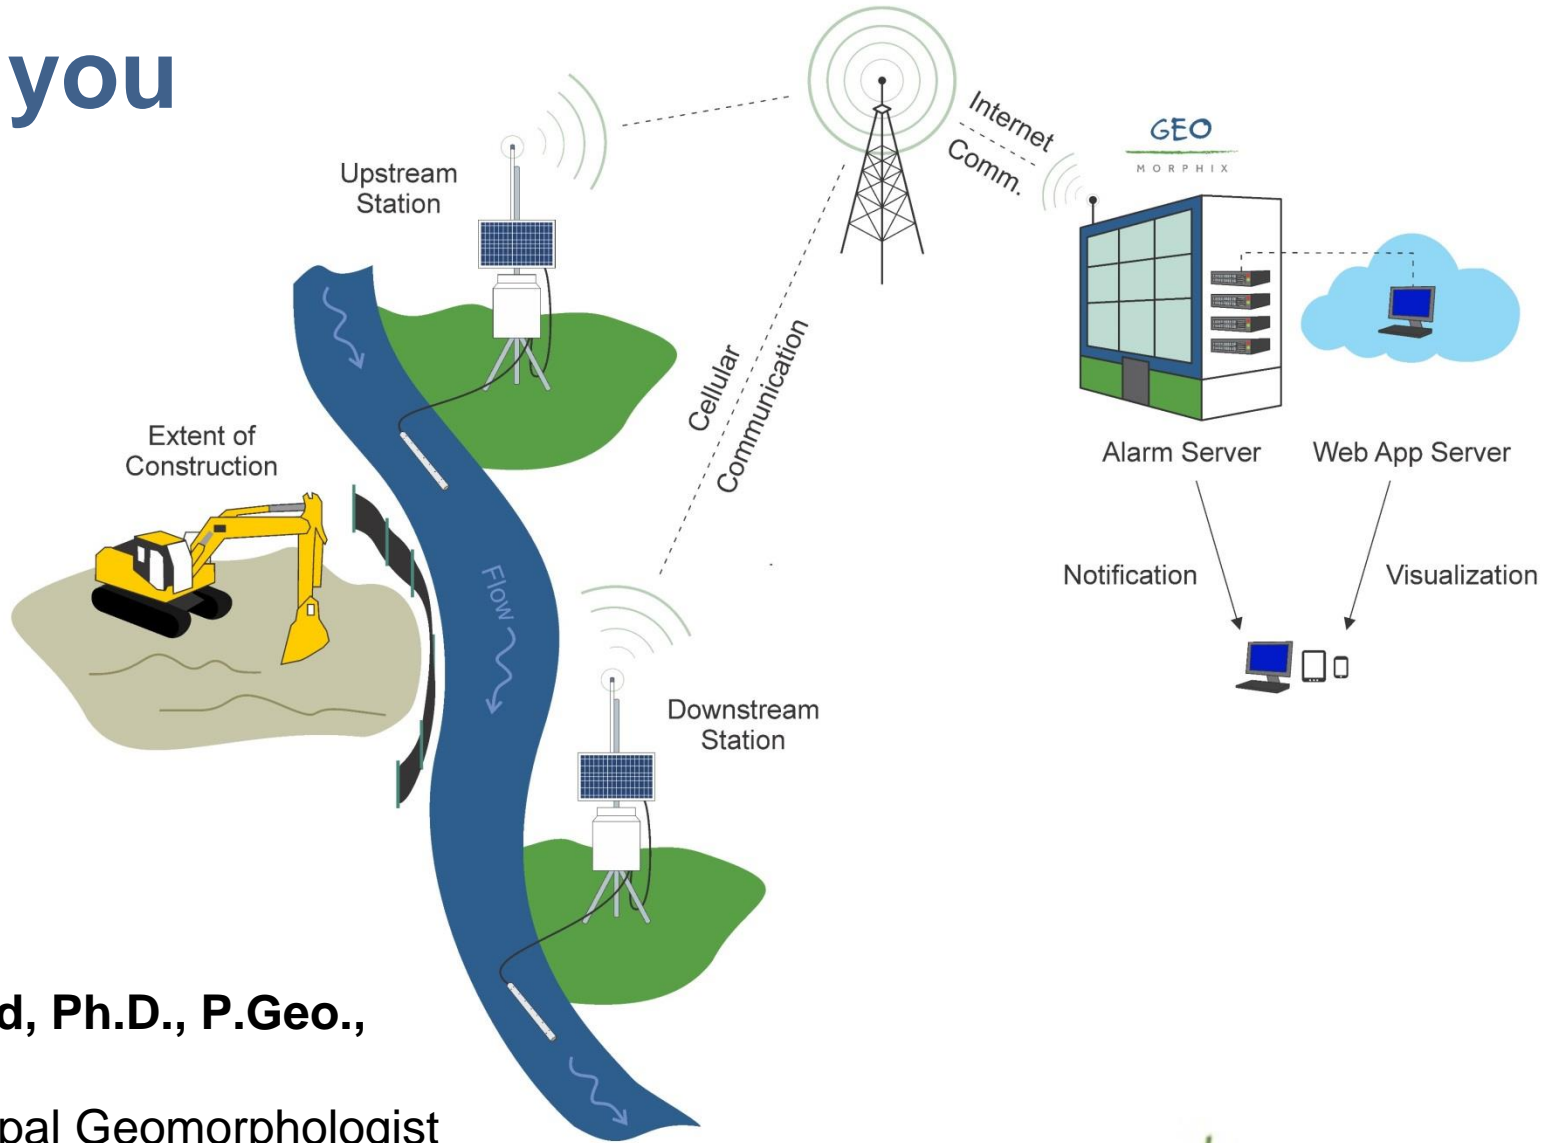 you
Upstream
Station
Internet
Comm.
GEO
MORPHIX
Cellular
Communication
Extent of
Construction
Alarm Server
Web App Server
Flow
Notification
Visualization
Downstream
Station
d, Ph.D., P.Geo.,
pal Geomorphologist